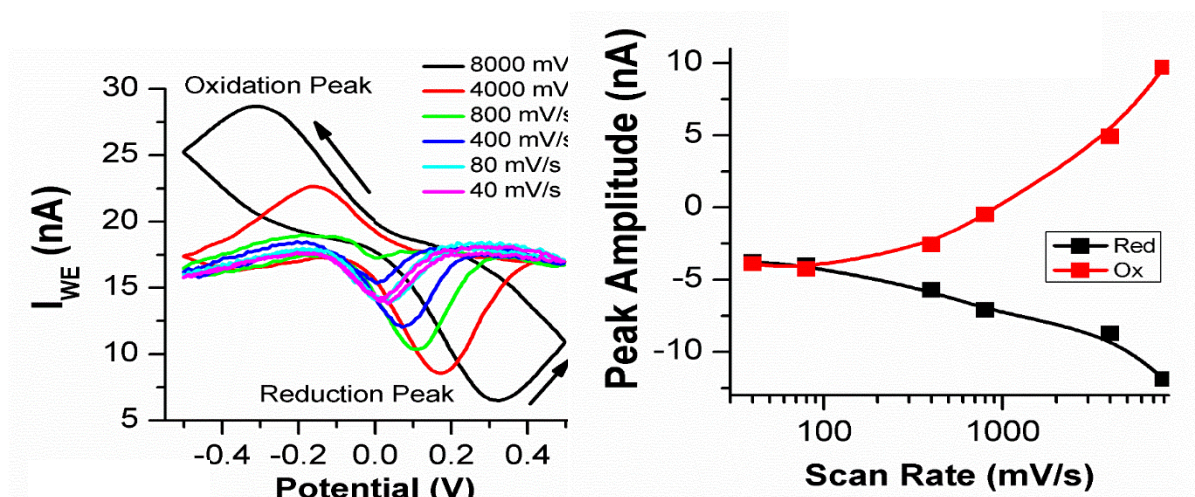 30
25
20
15
10
5
I_WE (nA)
Oxidation Peak
Reduction Peak
8000 mV
4000 mV
800 mV/s
400 mV/s
80 mV/s
40 mV/s
-0.4 -0.2 0.0 0.2 0.4
Potential (V)
10
5
0
-5
-10
Peak Amplitude (nA)
Red
Ox
100 1000
Scan Rate (mV/s)